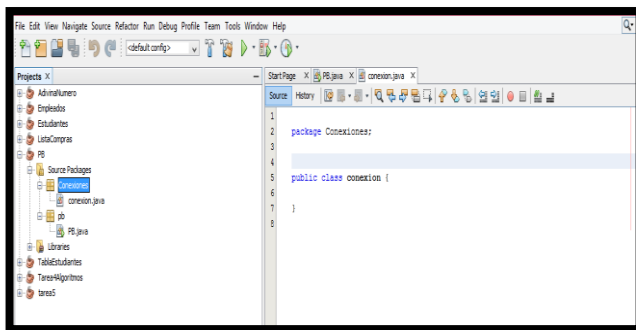 File Edit View Navigate Source Refactor Run Debug Profile Team Tools Window Help
<default config>
Projects X
Start Page X PB.java X conexion.java X
Source History
AdvinaNumero
Empleados
Estudiantes
ListaCompras
PB
Source Packages
Conexiones
conexion.java
pb
PB.java
Libraries
TablaEstudiantes
Tarea4Algoritmos
tarea5
1
2 package Conexiones;
3
4
5 public class conexion {
6
7 }
8